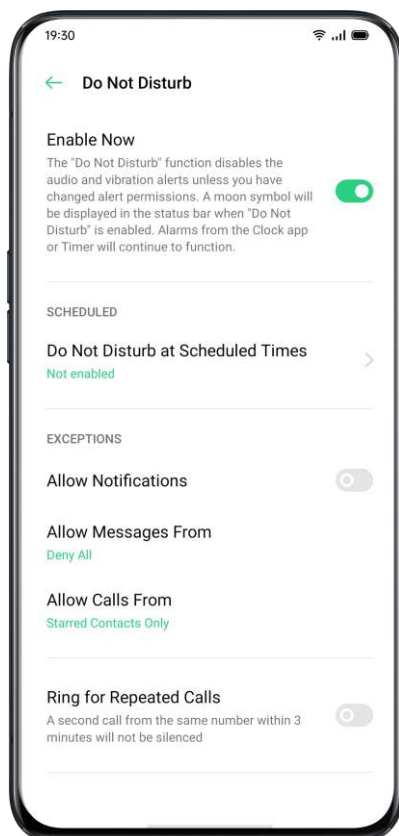 19:30
Do Not Disturb
Enable Now
The "Do Not Disturb" function disables the
audio and vibration alerts unless you have
changed alert permissions. A moon symbol will
be displayed in the status bar when "Do Not
Disturb" is enabled. Alarms from the Clock app
or Timer will continue to function.
SCHEDULED
Do Not Disturb at Scheduled Times
Not enabled
EXCEPTIONS
Allow Notifications
Allow Messages From
Deny All
Allow Calls From
Starred Contacts Only
Ring for Repeated Calls
A second call from the same number within 3
minutes will not be silenced